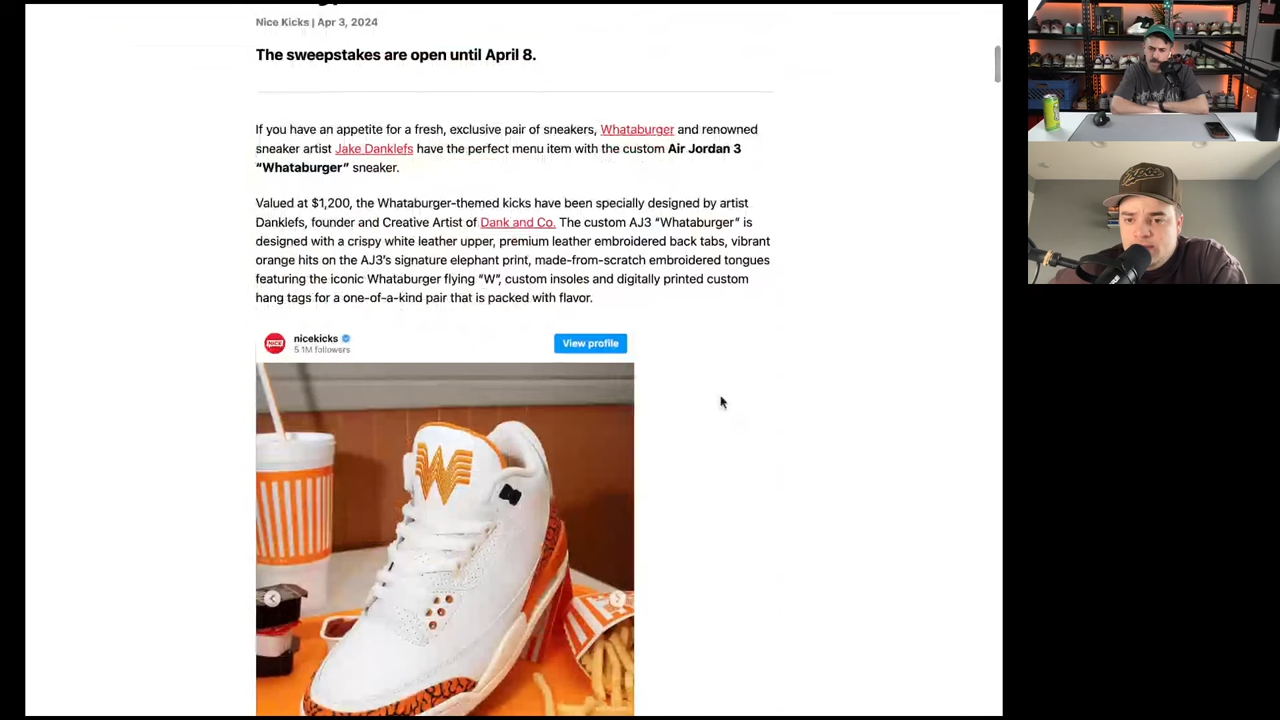 Nice Kicks | Apr 3, 2024
The sweepstakes are open until April 8.
If you have an appetite for a fresh, exclusive pair of sneakers, Whataburger and renowned
sneaker artist Jake Danklefs have the perfect menu item with the custom Air Jordan 3
“Whataburger” sneaker.
Valued at $1,200, the Whataburger-themed kicks have been specially designed by artist
Danklefs, founder and Creative Artist of Dank and Co. The custom AJ3 “Whataburger” is
designed with a crispy white leather upper, premium leather embroidered back tabs, vibrant
orange hits on the AJ3’s signature elephant print, made-from-scratch embroidered tongues
featuring the iconic Whataburger flying “W”, custom insoles and digitally printed custom
hang tags for a one-of-a-kind pair that is packed with flavor.
NICE
nicekicks
5.1M followers
View profile
W
Expos